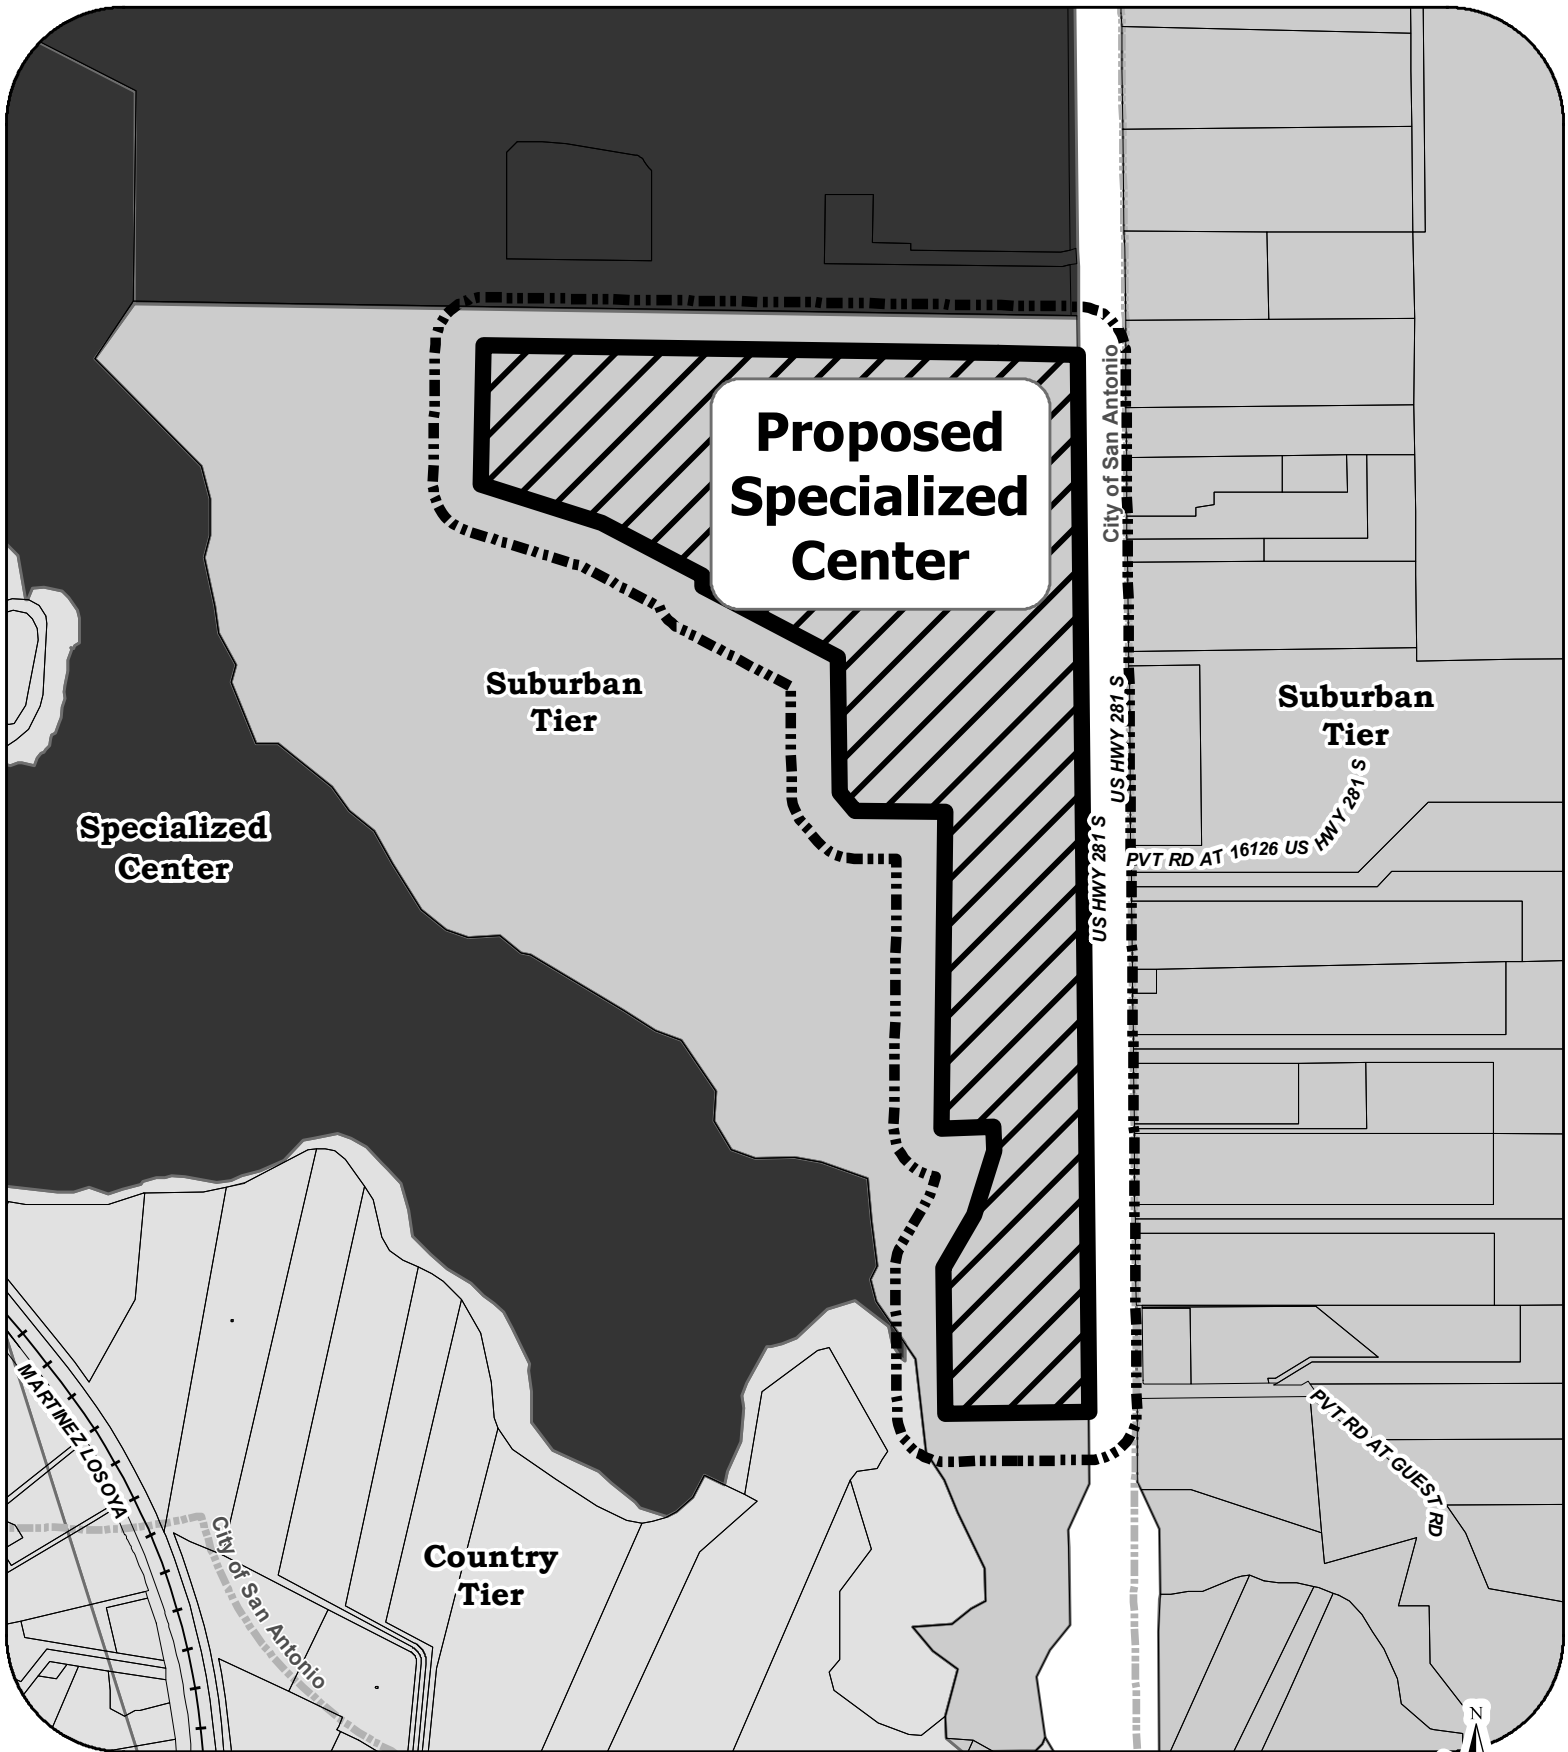 Proposed
Specialized
Center
City of San Antonio
Suburban
Tier
Suburban
Tier
US HWY 281 S
US HWY 281 S
PVT RD AT 16126 US HWY 281 S
Specialized
Center
MARTINEZ LOSOYA
PVT RD AT GUEST RD
City of San Antonio
Country
Tier
N